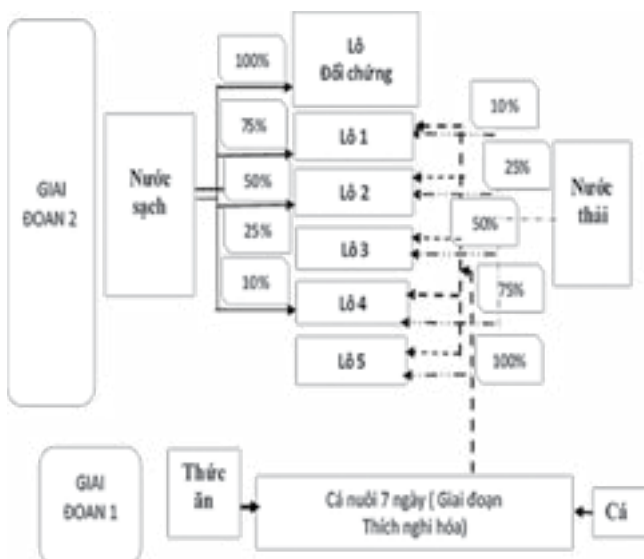 100%
Lô
Đối chứng
10%
75%
Lô 1
25%
GIAI
ĐOAN 2
Nước
sạch
50%
Lô 2
Nước
thải
50%
25%
Lô 3
75%
10%
Lô 4
Lô 5
100%
GIAI
ĐOAN 1
Thức
ăn
Cá nuôi 7 ngày ( Giai đoạn
Thích nghi hóa)
Cá